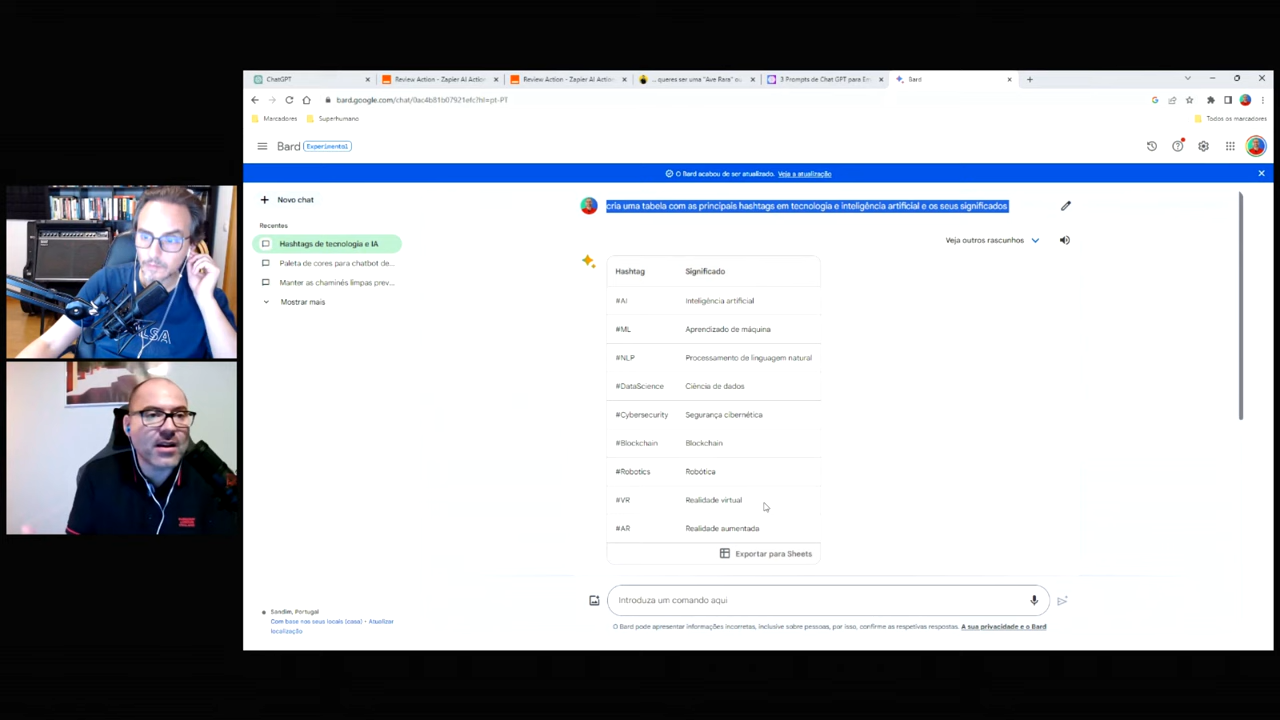 ChatGPT
Review Action - Zapier AI Action
Review Action - Zapier AI Action
... queres ser uma "Ave Rara" ou
3 Prompts de Chat GPT para Em
Bard
bard.google.com/chat/0ac4b81b07921efc?hl=pt-PT
Marcadores
Superhumano
Todos os marcadores
Bard Experimental
O Bard acabou de ser atualizado. Veja a atualização
Novo chat
Recentes
Hashtags de tecnologia e IA
Paleta de cores para chatbot de...
Manter as chaminés limpas prev...
Mostrar mais
cria uma tabela com as principais hashtags em tecnologia e inteligência artificial e os seus significados
Veja outros rascunhos
Hashtag Significado
#AI Inteligência artificial
#ML Aprendizado de máquina
#NLP Processamento de linguagem natural
#DataScience Ciência de dados
#Cybersecurity Segurança cibernética
#Blockchain Blockchain
#Robotics Robótica
#VR Realidade virtual
#AR Realidade aumentada
Exportar para Sheets
Introduza um comando aqui
O Bard pode apresentar informações incorretas, inclusive sobre pessoas, por isso, confirme as respetivas respostas. A sua privacidade e o Bard
Sandim, Portugal
Com base nos seus locais (casa) • Atualizar
localização